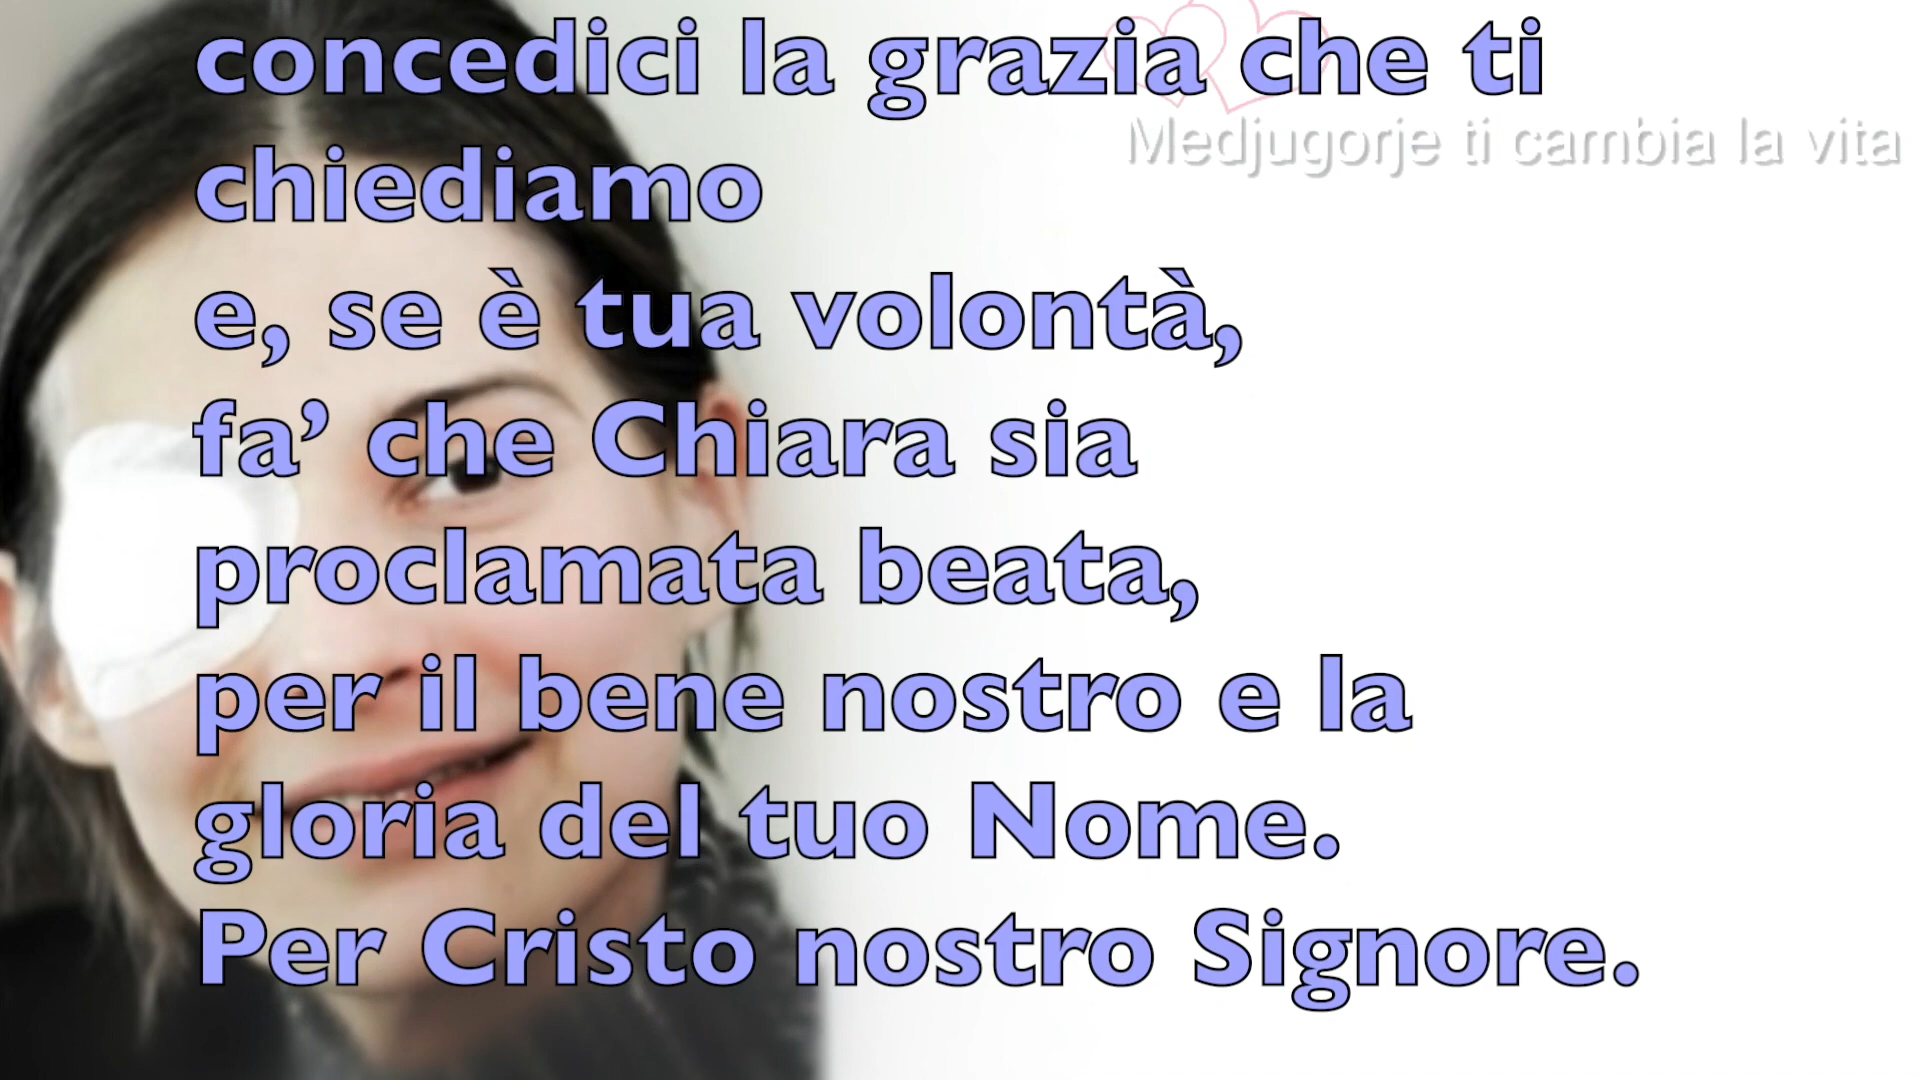 concedici la grazia che ti
Medjugorje ti cambia la vita
chiediamo
e, se è tua volontà,
fa’ che Chiara sia
proclamata beata,
per il bene nostro e la
gloria del tuo Nome.
Per Cristo nostro Signore.